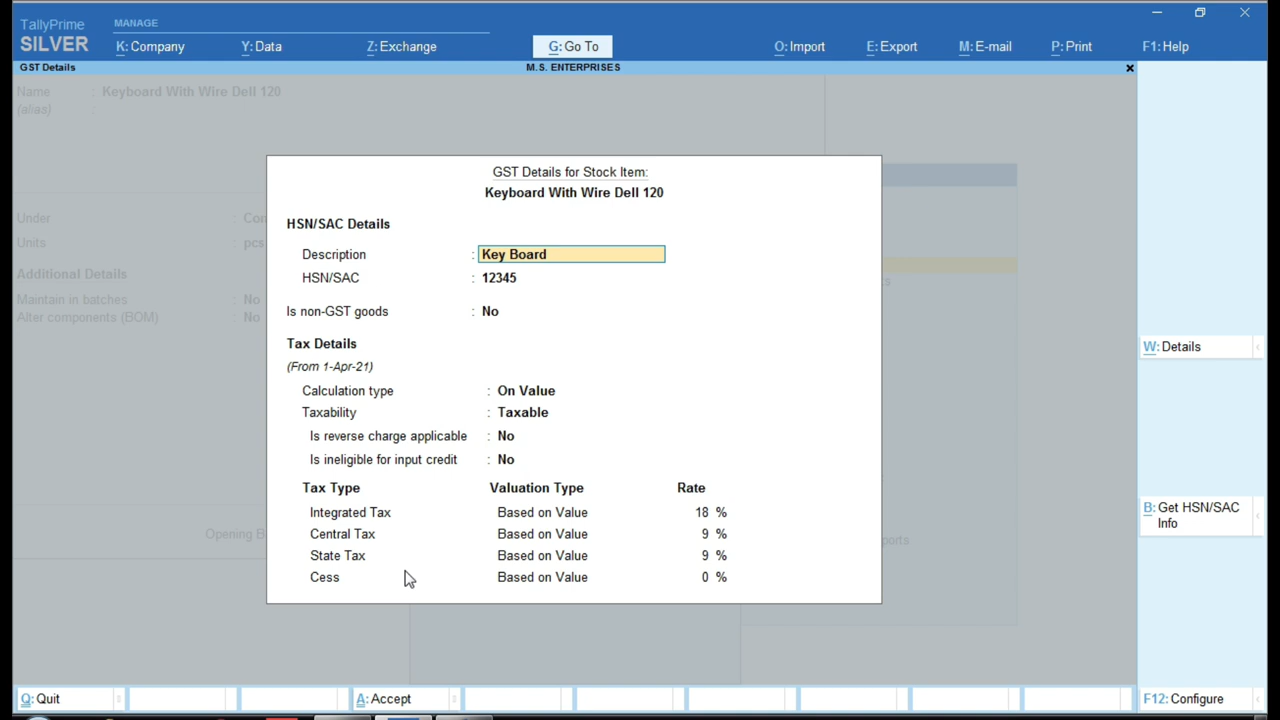 TallyPrime
SILVER
MANAGE
K: Company
Y: Data
Z: Exchange
G: Go To
O: Import
E: Export
M: E-mail
P: Print
F1: Help
GST Details
M.S. ENTERPRISES
Name : Keyboard With Wire Dell 120
(alias) :
GST Details for Stock Item:
Keyboard With Wire Dell 120
HSN/SAC Details
Description : Key Board
HSN/SAC : 12345
Is non-GST goods : No
Tax Details
(From 1-Apr-21)
Calculation type : On Value
Taxability : Taxable
Is reverse charge applicable : No
Is ineligible for input credit : No
Tax Type Valuation Type Rate
Integrated Tax Based on Value 18 %
Central Tax Based on Value 9 %
State Tax Based on Value 9 %
Cess Based on Value 0 %
Under :
Units : pcs
Additional Details
Maintain in batches : No
Alter components (BOM) : No
Opening
W: Details
B: Get HSN/SAC
Info
Q: Quit
A: Accept
F12: Configure